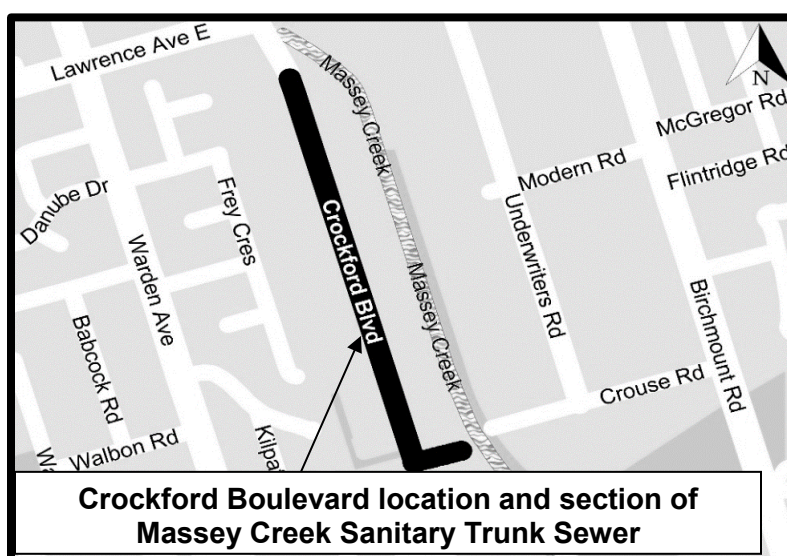 Lawrence Ave E
N
McGregor Rd
Massey Creek
Modern Rd
Flintridge Rd
Danube Dr
Frey Cres
Crockford Blvd
Underwriters Rd
Warden Ave
Massey Creek
Birchmount Rd
Babcock Rd
Crouse Rd
Walbon Rd
Crockford Boulevard location and section of
Massey Creek Sanitary Trunk Sewer